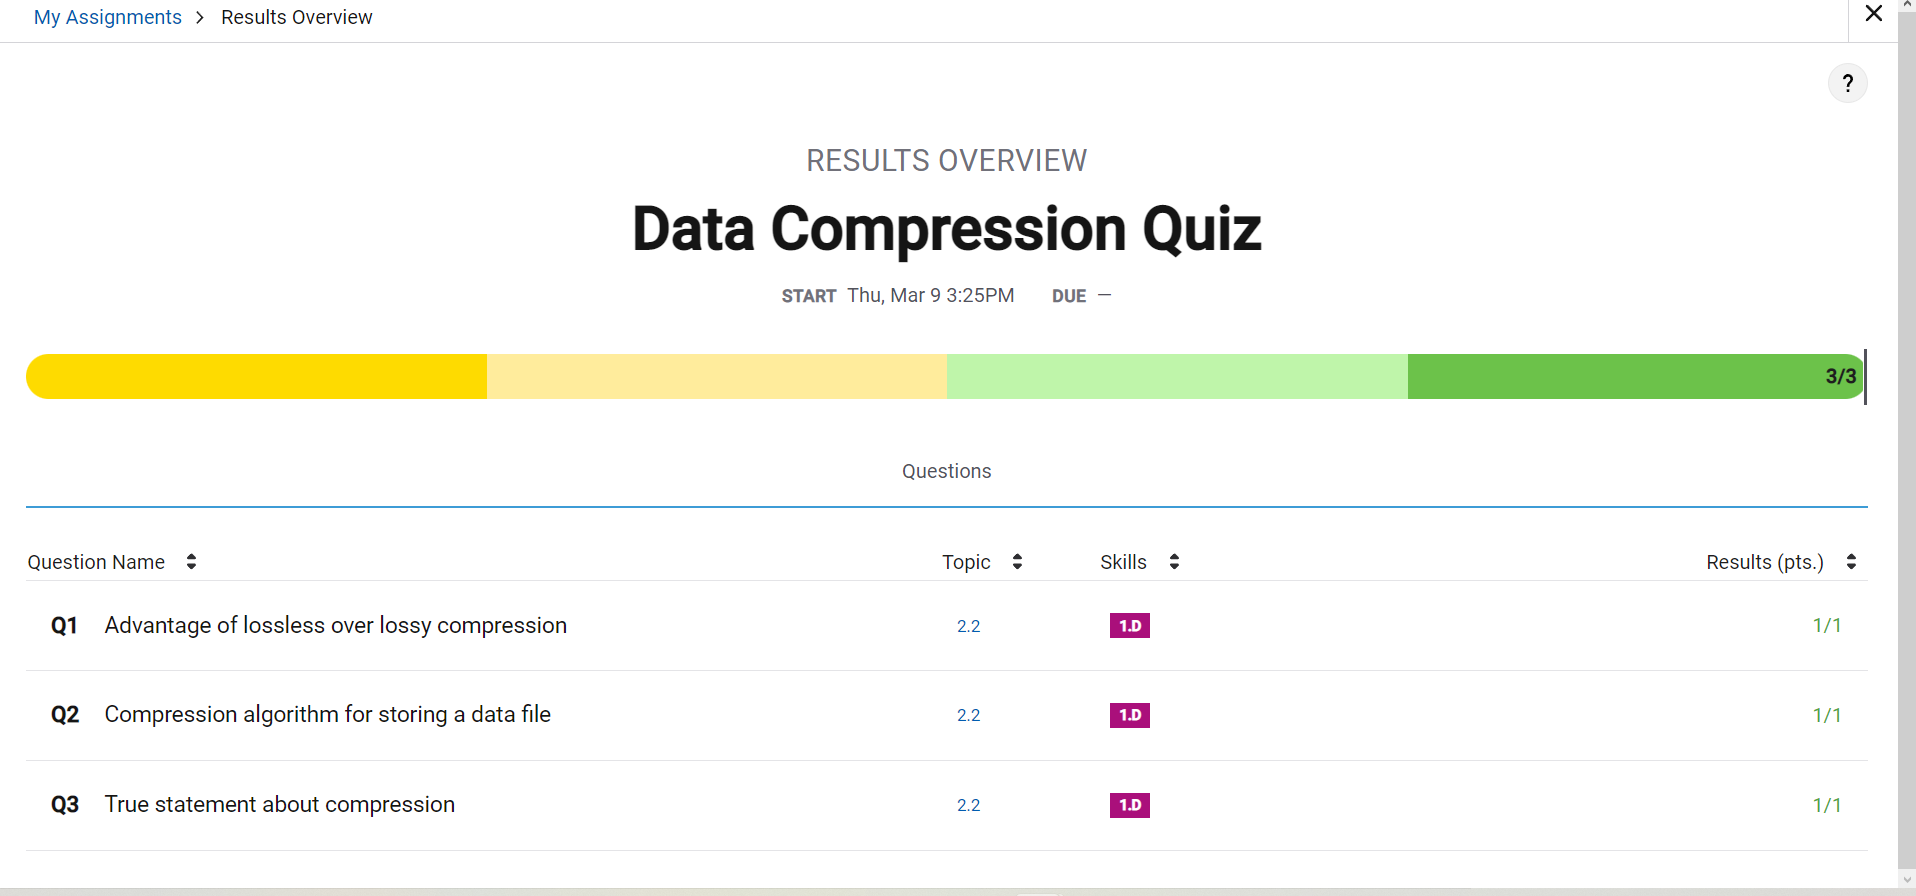 My Assignments > Results Overview
?
RESULTS OVERVIEW
Data Compression Quiz
START Thu, Mar 9 3:25PM DUE —
3/3
Questions
Question Name Topic Skills Results (pts.)
Q1 Advantage of lossless over lossy compression 2.2 1.D 1/1
Q2 Compression algorithm for storing a data file 2.2 1.D 1/1
Q3 True statement about compression 2.2 1.D 1/1